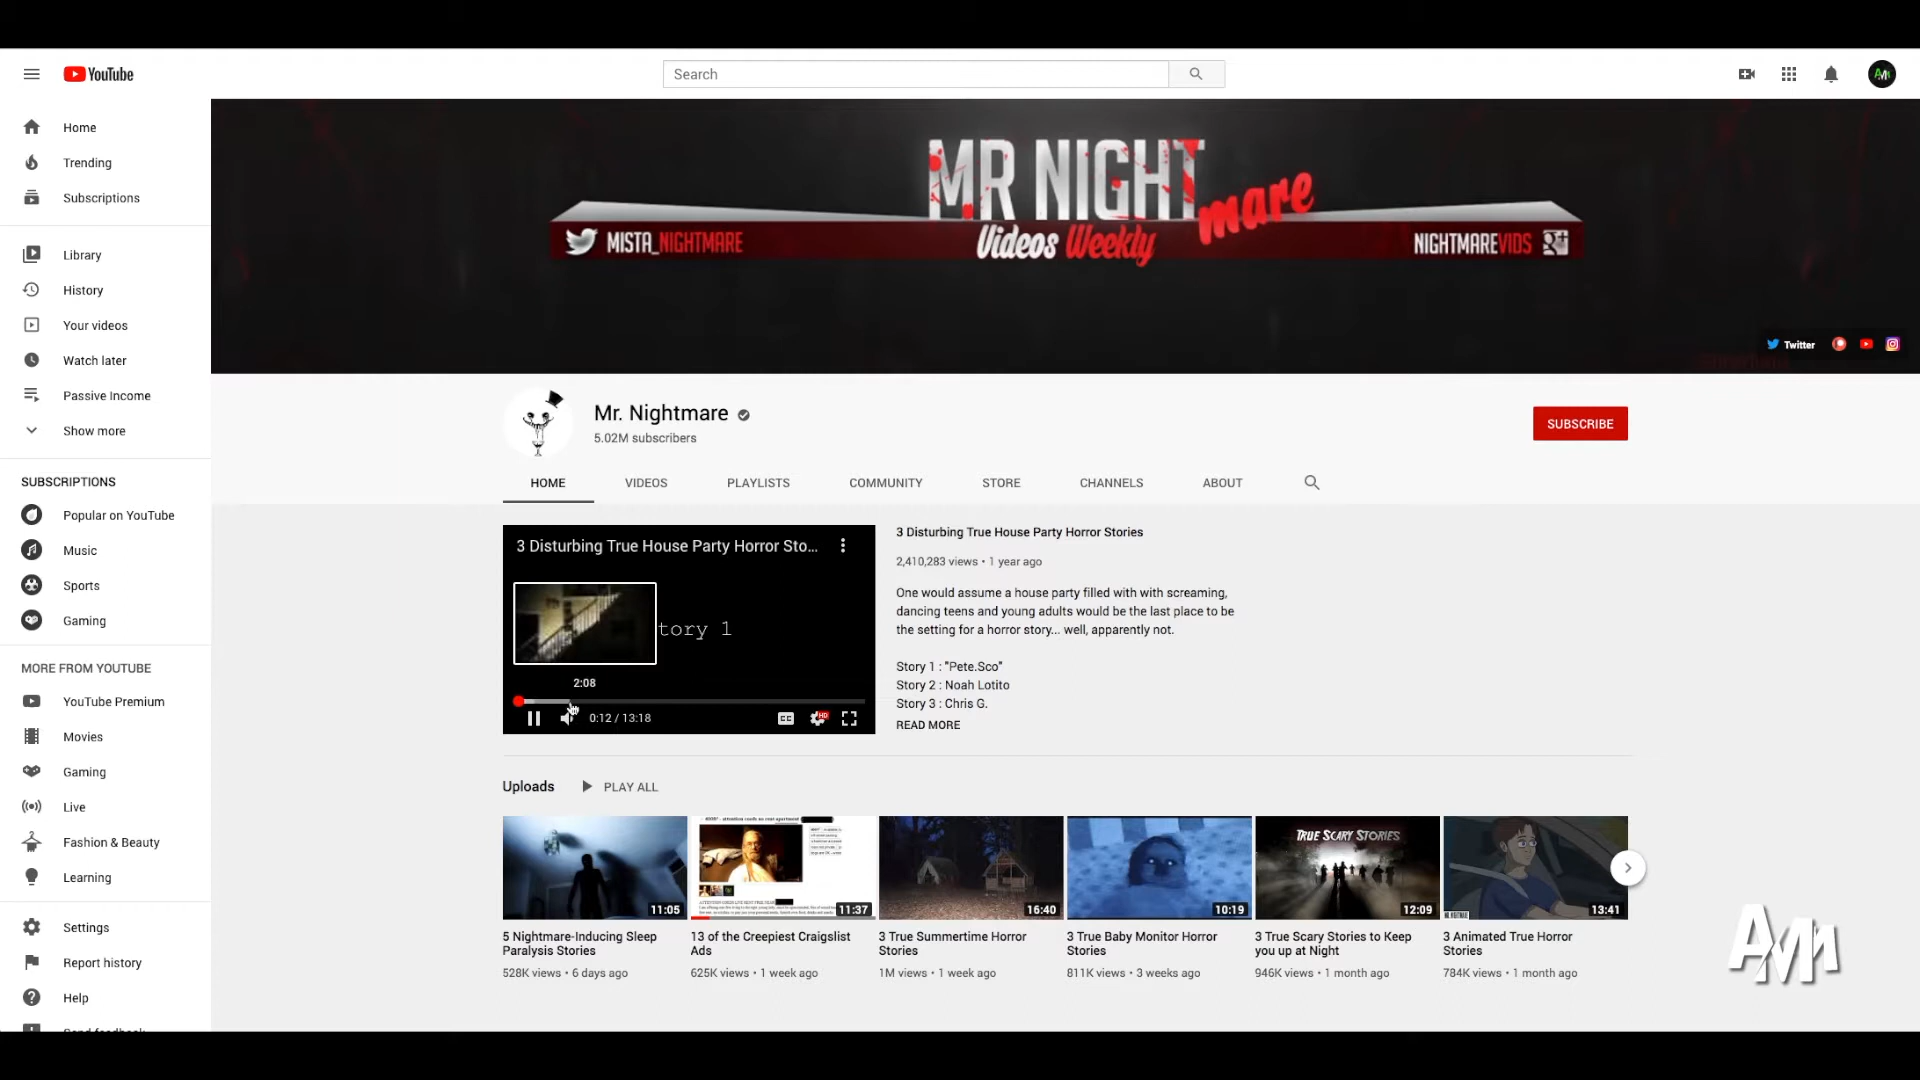 YouTube
Search
Home
Trending
Subscriptions
Library
History
Your videos
Watch later
Passive Income
Show more
SUBSCRIPTIONS
Popular on YouTube
Music
Sports
Gaming
MORE FROM YOUTUBE
YouTube Premium
Movies
Gaming
Live
Fashion & Beauty
Learning
Settings
Report history
Help
MR NIGHTmare
MISTA_NIGHTMARE
Videos Weekly
NIGHTMAREVIDS
Twitter
Mr. Nightmare
5.02M subscribers
SUBSCRIBE
HOME VIDEOS PLAYLISTS COMMUNITY STORE CHANNELS ABOUT
3 Disturbing True House Party Horror Sto...
tory 1
2:08
0:12 / 13:18
CC
HD
3 Disturbing True House Party Horror Stories
2,410,283 views • 1 year ago
One would assume a house party filled with with screaming,
dancing teens and young adults would be the last place to be
the setting for a horror story... well, apparently not.
Story 1 : "Pete.Sco"
Story 2 : Noah Lotito
Story 3 : Chris G.
READ MORE
Uploads PLAY ALL
11:05
5 Nightmare-Inducing Sleep
Paralysis Stories
528K views • 6 days ago
11:37
13 of the Creepiest Craigslist
Ads
625K views • 1 week ago
16:40
3 True Summertime Horror
Stories
1M views • 1 week ago
10:19
3 True Baby Monitor Horror
Stories
811K views • 3 weeks ago
TRUE SCARY STORIES
12:09
3 True Scary Stories to Keep
you up at Night
946K views • 1 month ago
13:41
3 Animated True Horror
Stories
784K views • 1 month ago
AM